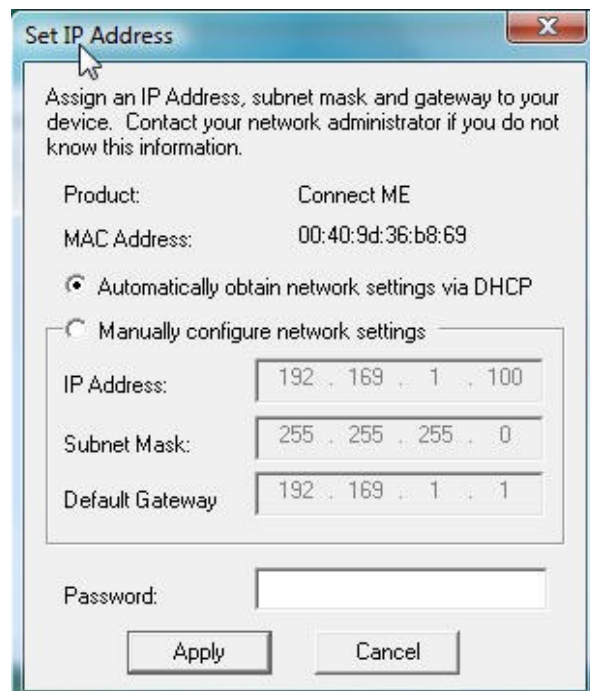 Set IP Address
Assign an IP Address, subnet mask and gateway to your
device. Contact your network administrator if you do not
know this information.
Product: Connect ME
MAC Address: 00:40:9d:36:b8:69
Automatically obtain network settings via DHCP
Manually configure network settings
IP Address: 192 . 169 . 1 . 100
Subnet Mask: 255 . 255 . 255 . 0
Default Gateway 192 . 169 . 1 . 1
Password:
Apply Cancel